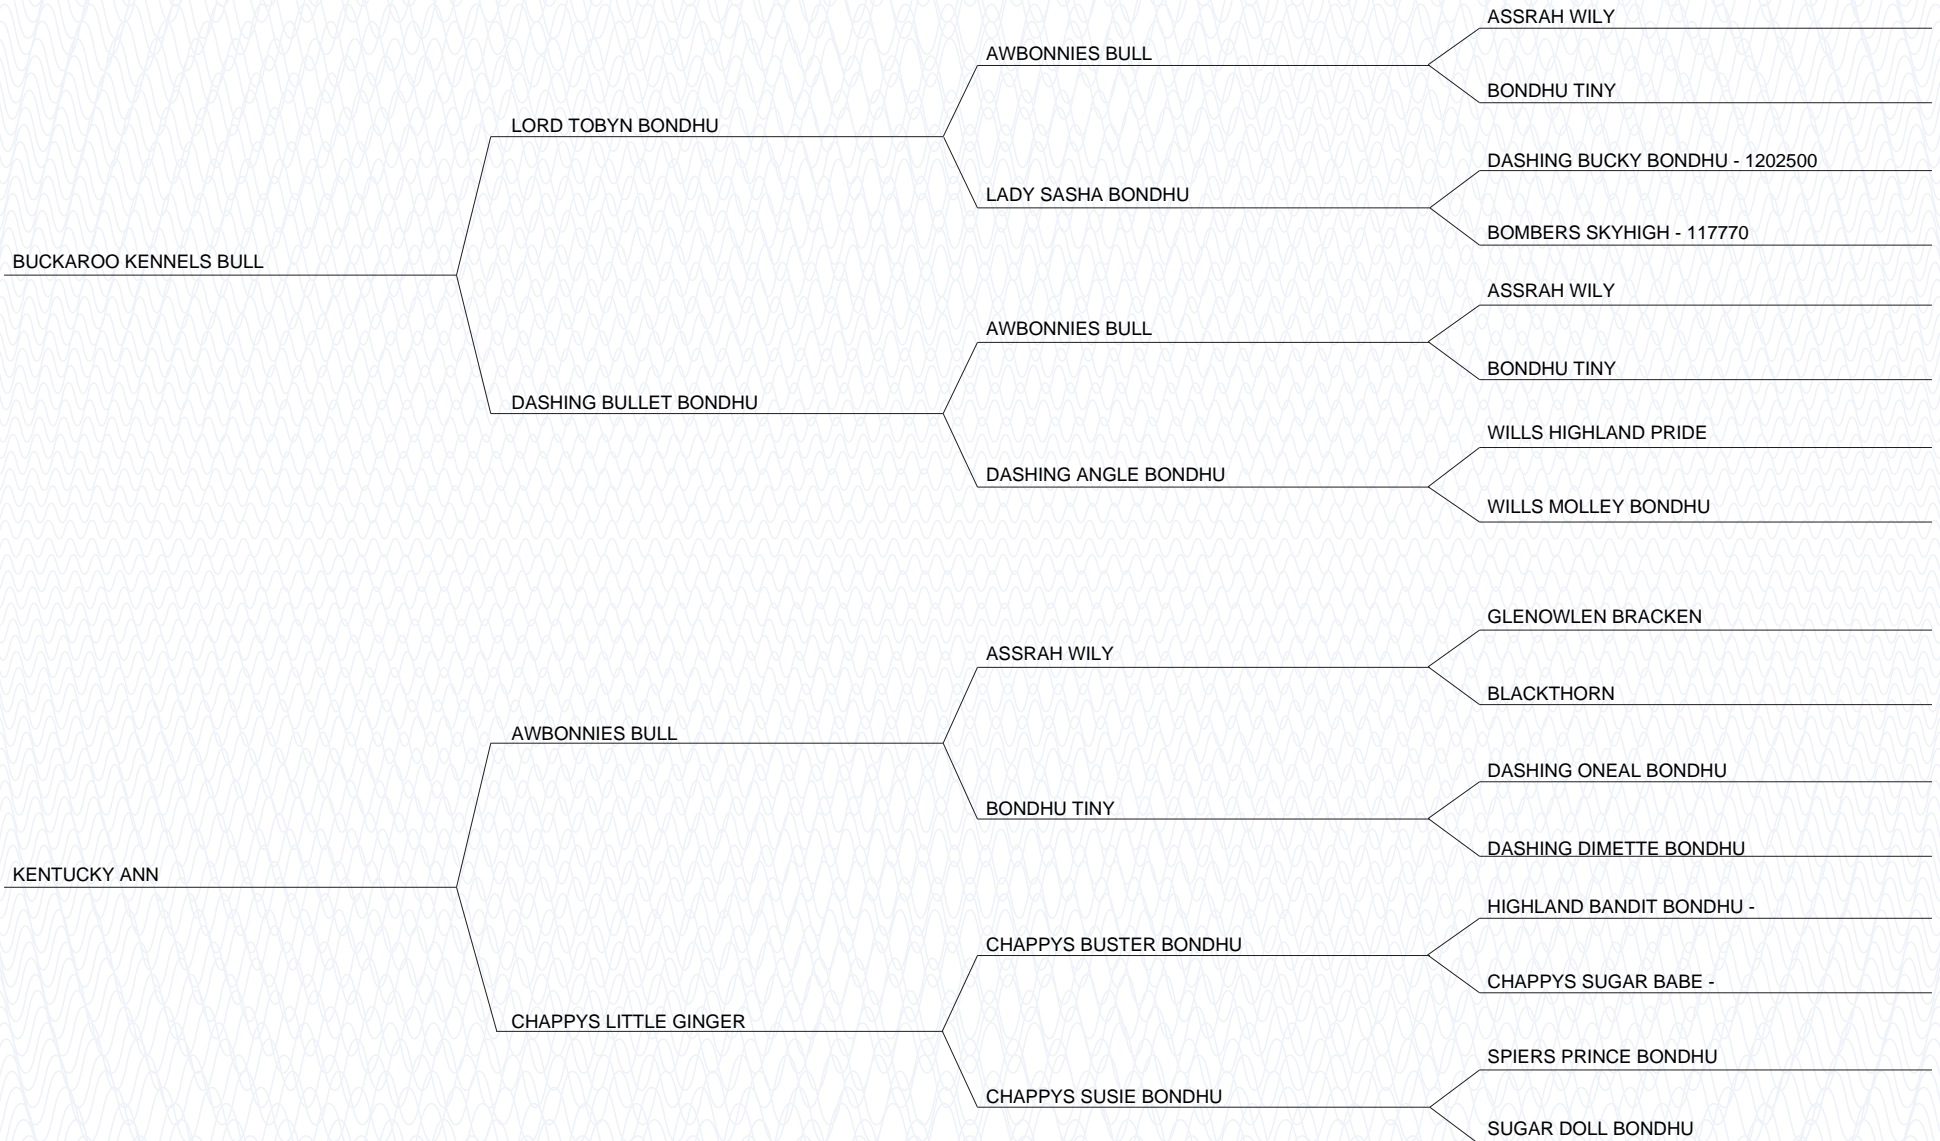 ASSRAH WILY
AWBONNIES BULL
BONDHU TINY
LORD TOBYN BONDHU
DASHING BUCKY BONDHU - 1202500
LADY SASHA BONDHU
BOMBERS SKYHIGH - 117770
BUCKAROO KENNELS BULL
ASSRAH WILY
AWBONNIES BULL
BONDHU TINY
DASHING BULLET BONDHU
WILLS HIGHLAND PRIDE
DASHING ANGLE BONDHU
WILLS MOLLEY BONDHU
GLENOWLEN BRACKEN
ASSRAH WILY
BLACKTHORN
AWBONNIES BULL
DASHING ONEAL BONDHU
BONDHU TINY
DASHING DIMETTE BONDHU
KENTUCKY ANN
HIGHLAND BANDIT BONDHU -
CHAPPYS BUSTER BONDHU
CHAPPYS SUGAR BABE -
CHAPPYS LITTLE GINGER
SPIERS PRINCE BONDHU
CHAPPYS SUSIE BONDHU
SUGAR DOLL BONDHU